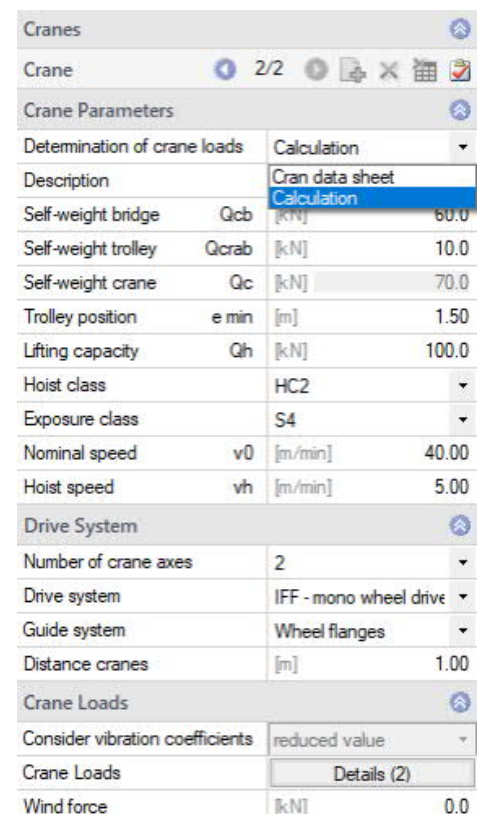 Cranes
Crane 2/2
Crane Parameters
Determination of crane loads Calculation
Description Cran data sheet
Calculation
Self-weight bridge Qcb [kN] 60.0
Self-weight trolley Qcrab [kN] 10.0
Self-weight crane Qc [kN] 70.0
Trolley position e min [m] 1.50
Lifting capacity Qh [kN] 100.0
Hoist class HC2
Exposure class S4
Nominal speed v0 [m/min] 40.00
Hoist speed vh [m/min] 5.00
Drive System
Number of crane axes 2
Drive system IFF - mono wheel drive
Guide system Wheel flanges
Distance cranes [m] 1.00
Crane Loads
Consider vibration coefficients reduced value
Crane Loads Details (2)
Wind force [kN] 0.0